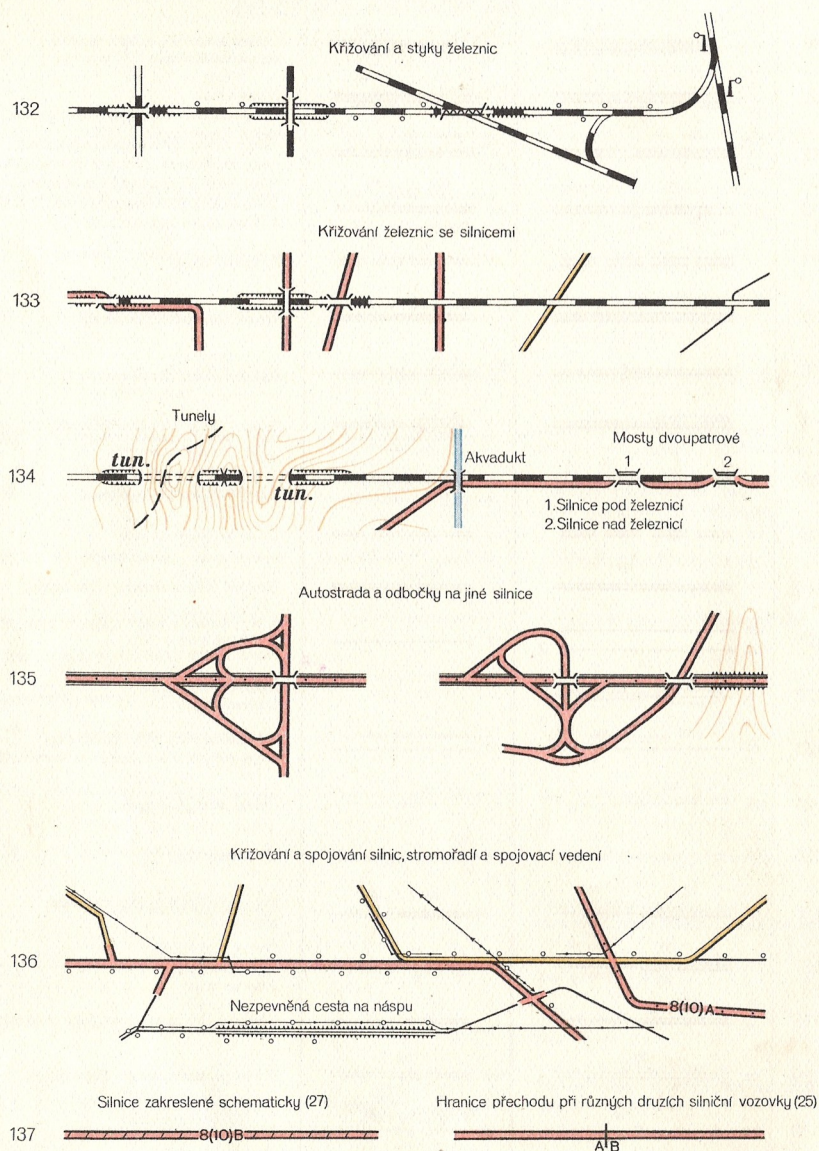 Křižování a styky železnic
132
Křižování železnic se silnicemi
133
Tunely
tun.
tun.
Akvadukt
Mosty dvoupatrové
1
2
134
1.Silnice pod železnicí
2.Silnice nad železnicí
Autostrada a odbočky na jiné silnice
135
Křižování a spojování silnic, stromořadí a spojovací vedení
136
8(10)A
Nezpevněná cesta na náspu
Silnice zakreslené schematicky (27)
Hranice přechodu při různých druzích silniční vozovky (25)
137
8(10)B
A B